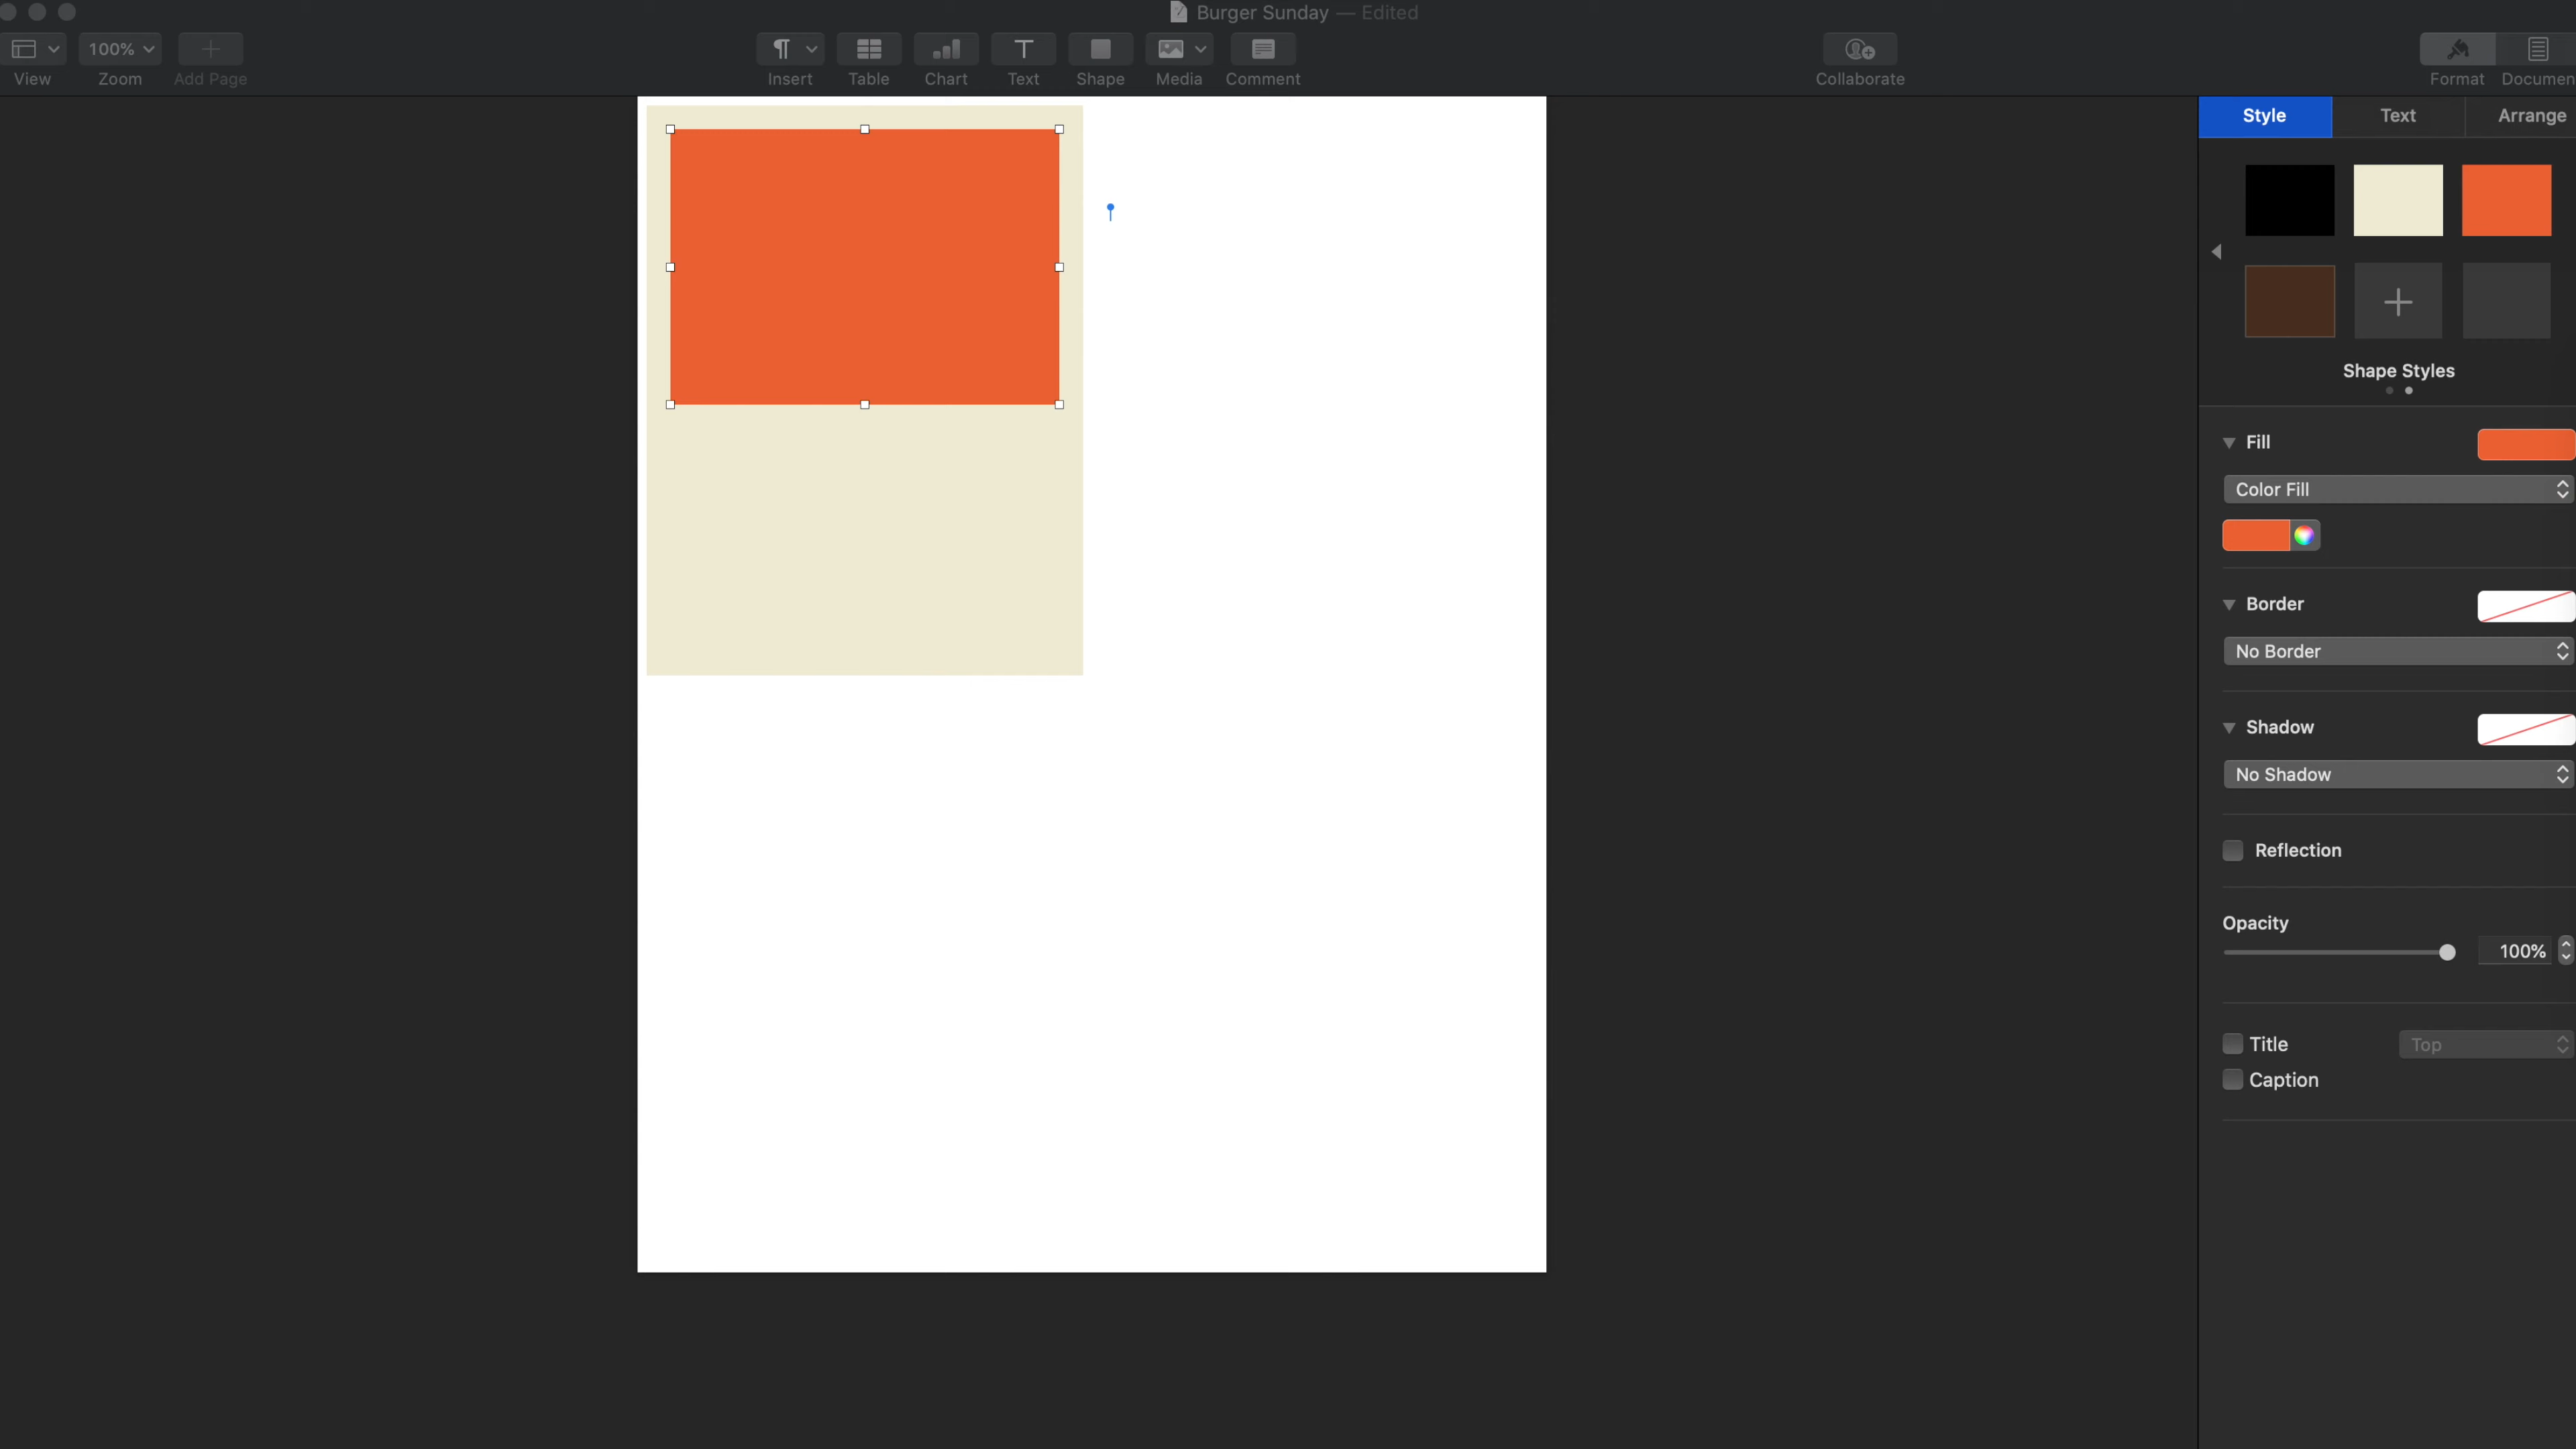 Burger Sunday — Edited
100%
View
Zoom
Add Page
Insert
Table
Chart
Text
Shape
Media
Comment
Collaborate
Format
Documen
Style
Text
Arrange
Shape Styles
Fill
Color Fill
Border
No Border
Shadow
No Shadow
Reflection
Opacity
100%
Title
Top
Caption